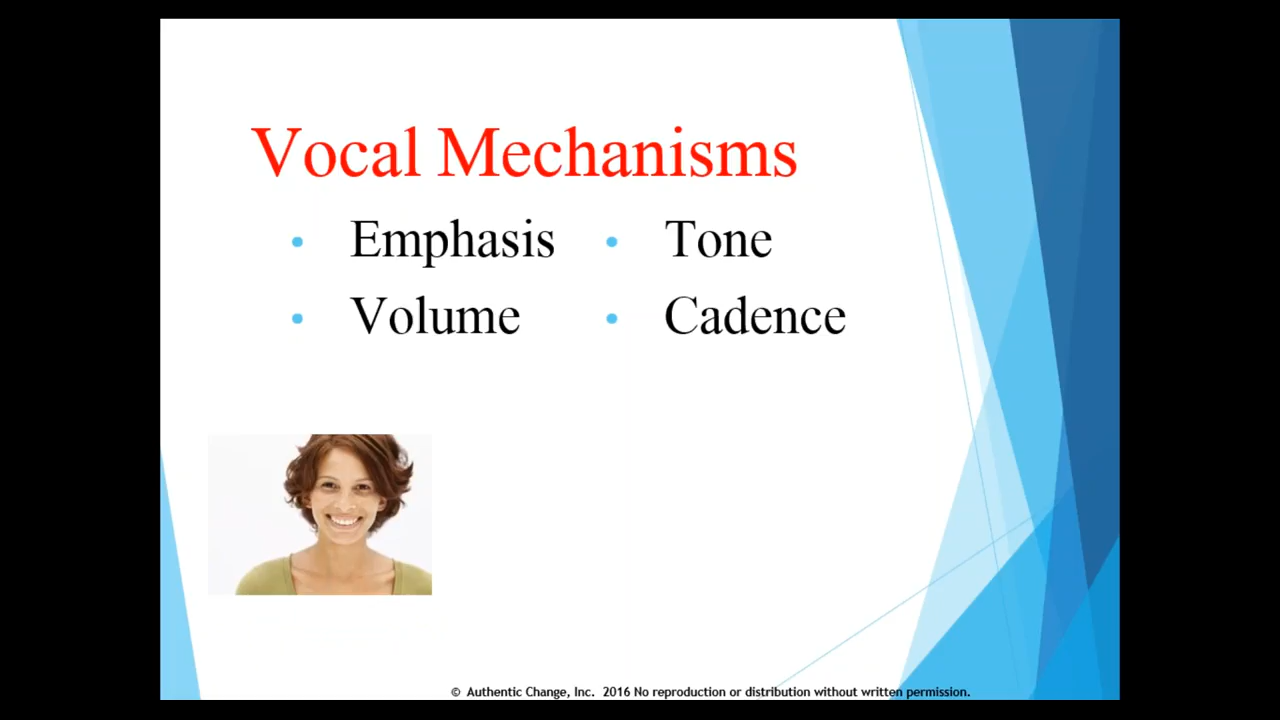 Vocal Mechanisms
• Emphasis
• Volume
• Tone
• Cadence
© Authentic Change, Inc. 2016 No reproduction or distribution without written permission.